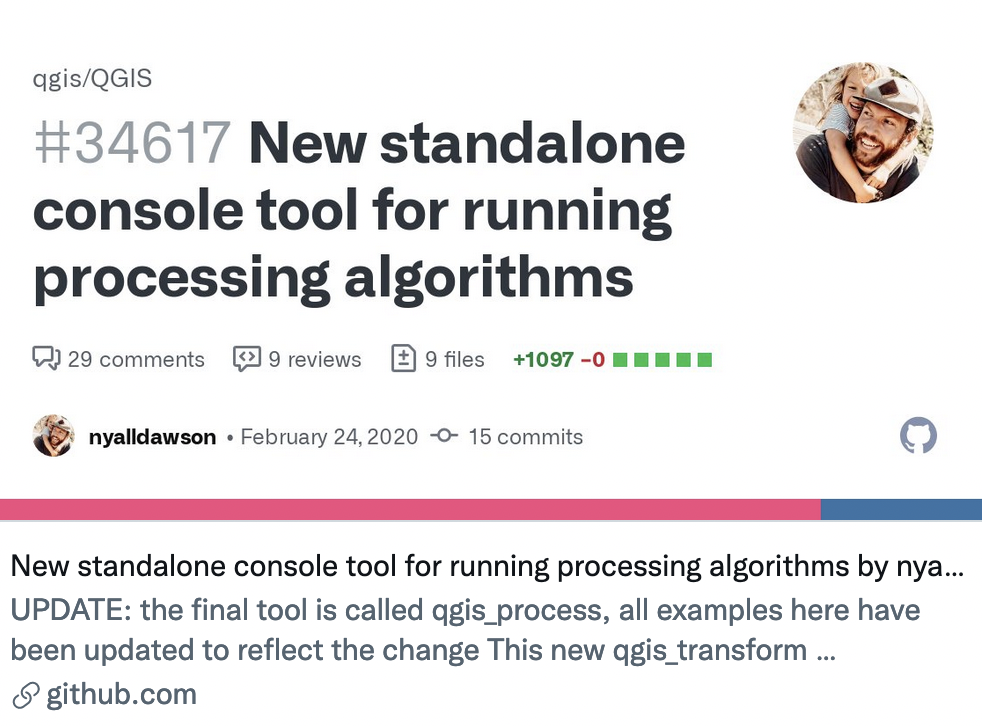 qgis/QGIS
#34617 New standalone
console tool for running
processing algorithms
29 comments 9 reviews 9 files +1097 −0
nyalldawson • February 24, 2020 15 commits
New standalone console tool for running processing algorithms by nya...
UPDATE: the final tool is called qgis_process, all examples here have
been updated to reflect the change This new qgis_transform ...
github.com